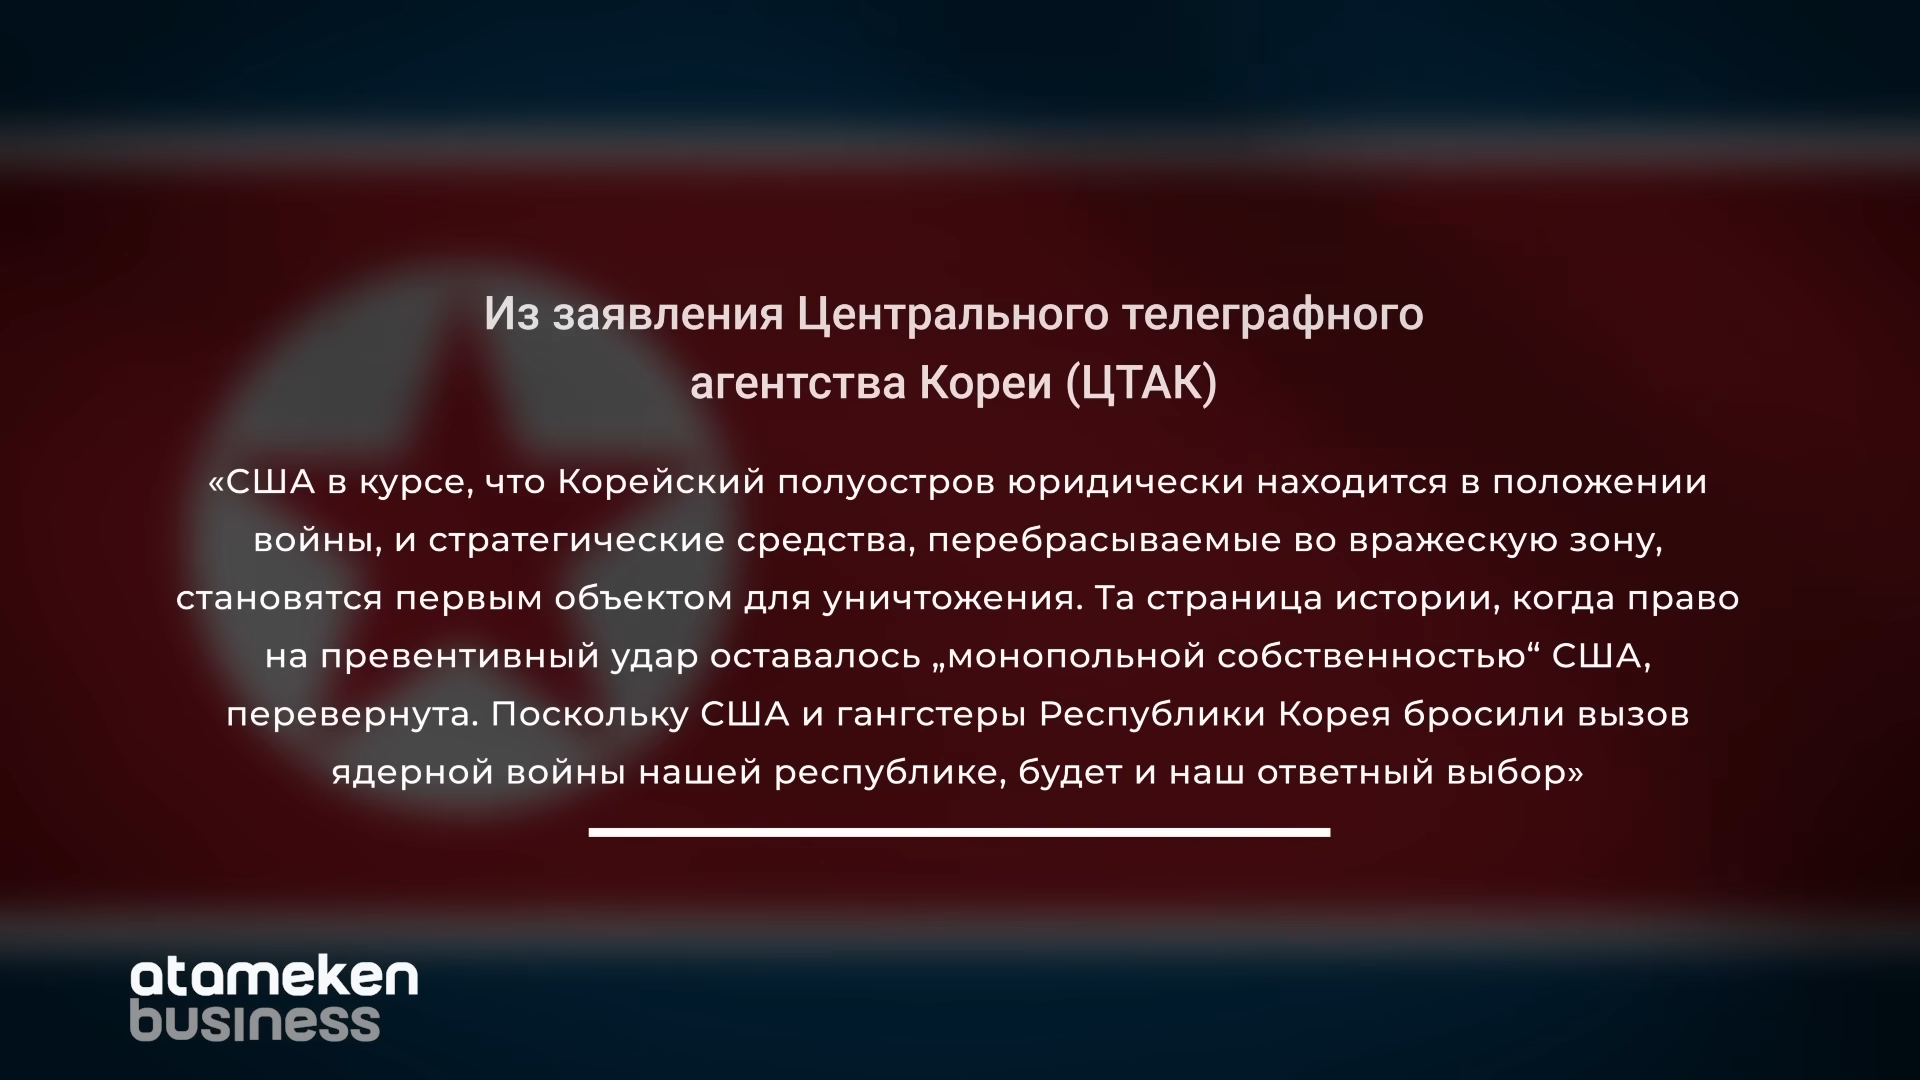 Из заявления Центрального телеграфного
агентства Кореи (ЦТАК)
«США в курсе, что Корейский полуостров юридически находится в положении
войны, и стратегические средства, перебрасываемые во вражескую зону,
становятся первым объектом для уничтожения. Та страница истории, когда право
на превентивный удар оставалось „монопольной собственностью“ США,
перевернута. Поскольку США и гангстеры Республики Корея бросили вызов
ядерной войны нашей республике, будет и наш ответный выбор»
atameken
business